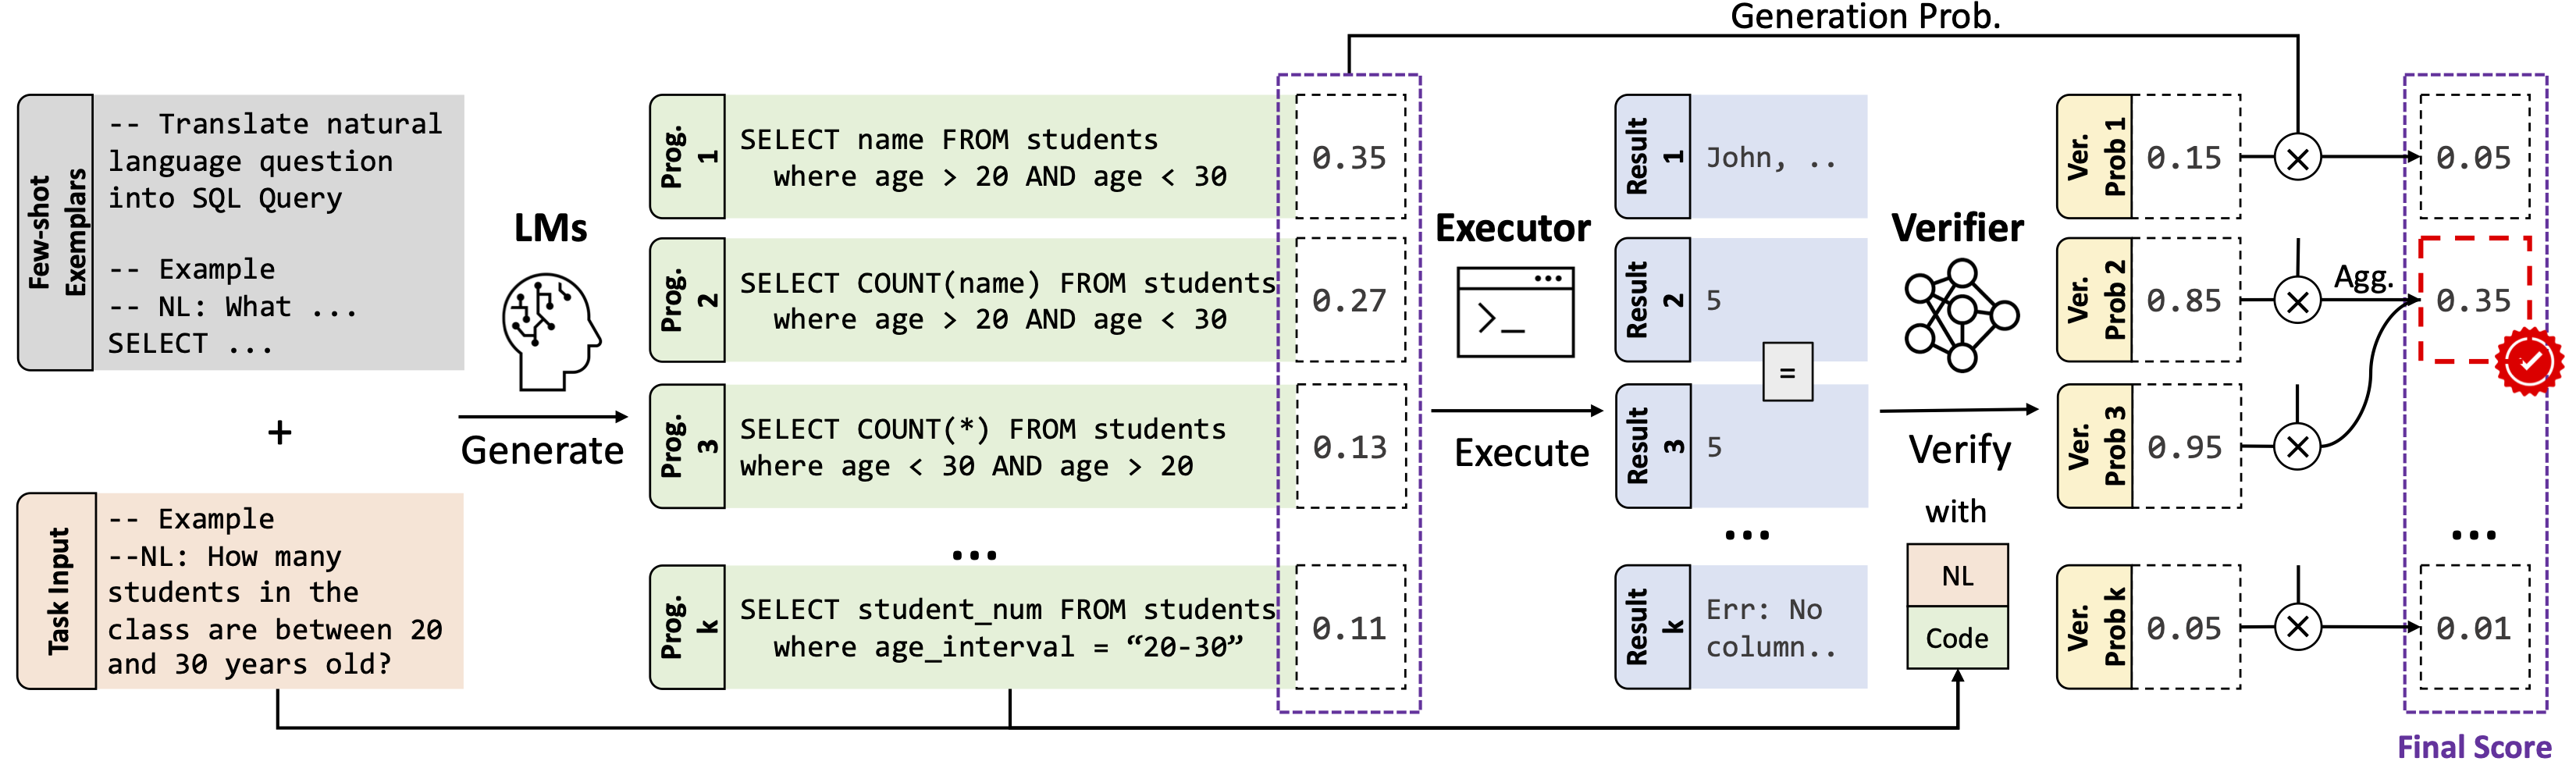 Generation Prob.
Few-shot
Exemplars
-- Translate natural
language question
into SQL Query
-- Example
-- NL: What ...
SELECT ...
+
Task Input
-- Example
--NL: How many
students in the
class are between 20
and 30 years old?
LMs
Generate
Prog.
1
SELECT name FROM students
where age > 20 AND age < 30
0.35
Prog.
2
SELECT COUNT(name) FROM students
where age > 20 AND age < 30
0.27
Prog.
3
SELECT COUNT(*) FROM students
where age < 30 AND age > 20
0.13
...
Prog.
k
SELECT student_num FROM students
where age_interval = “20-30”
0.11
Executor
>_
Execute
Result
1
John, ..
Result
2
5
=
Result
3
5
...
Result
k
Err: No
column..
Verifier
Verify
with
NL
Code
Ver.
Prob 1
0.15
×
0.05
Ver.
Prob 2
0.85
×
Agg.
0.35
Ver.
Prob 3
0.95
×
...
Ver.
Prob k
0.05
×
0.01
Final Score